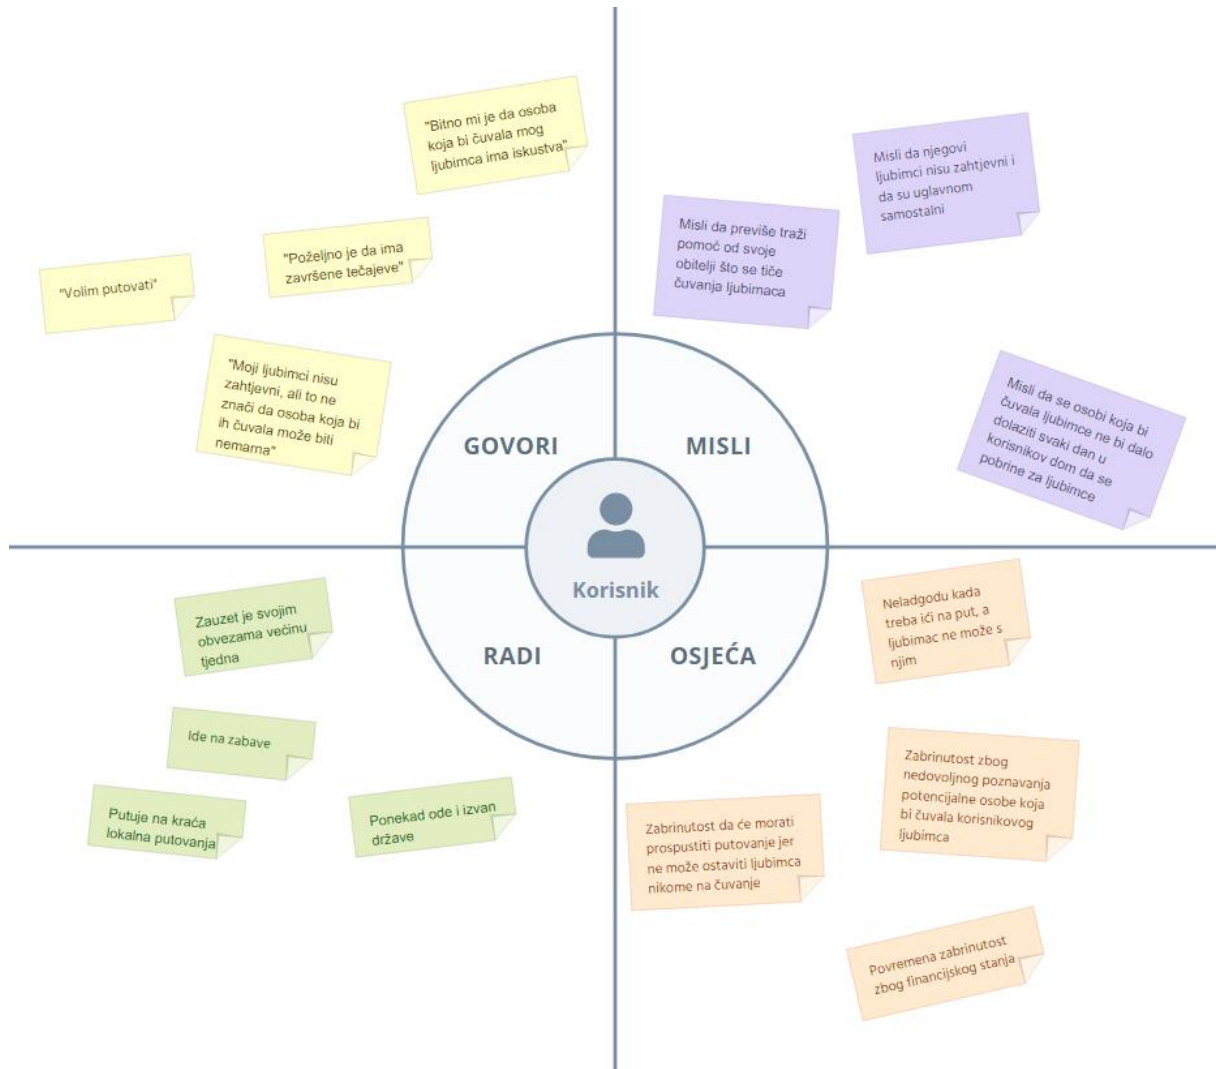 "Bitno mi je da osoba
koja bi čuvala mog
ljubimca ima iskustva"
"Poželjno je da ima
završene tečajeve"
"Volim putovati"
"Moji ljubimci nisu
zahtjevni, ali to ne
znači da osoba koja bi
ih čuvala može biti
nemarna"
GOVORI
Misli da njegovi
ljubimci nisu zahtjevni i
da su uglavnom
samostalni
Misli da previše traži
pomoć od svoje
obitelji što se tiče
čuvanja ljubimaca
Misli da se osobi koja bi
čuvala ljubimce ne bi dalo
dolaziti svaki dan u
korisnikov dom da se
pobrine za ljubimce
MISLI
Korisnik
RADI
Zauzet je svojim
obvezama većinu
tjedna
Ide na zabave
Putuje na kraća
lokalna putovanja
Ponekad ode i izvan
države
OSJEĆA
Neladgodu kada
treba ići na put, a
ljubimac ne može s
njim
Zabrinutost zbog
nedovoljnog poznavanja
potencijalne osobe koja
bi čuvala korisnikovog
ljubimca
Zabrinutost da će morati
prospustiti putovanje jer
ne može ostaviti ljubimca
nikome na čuvanje
Povremena zabrinutost
zbog financijskog stanja